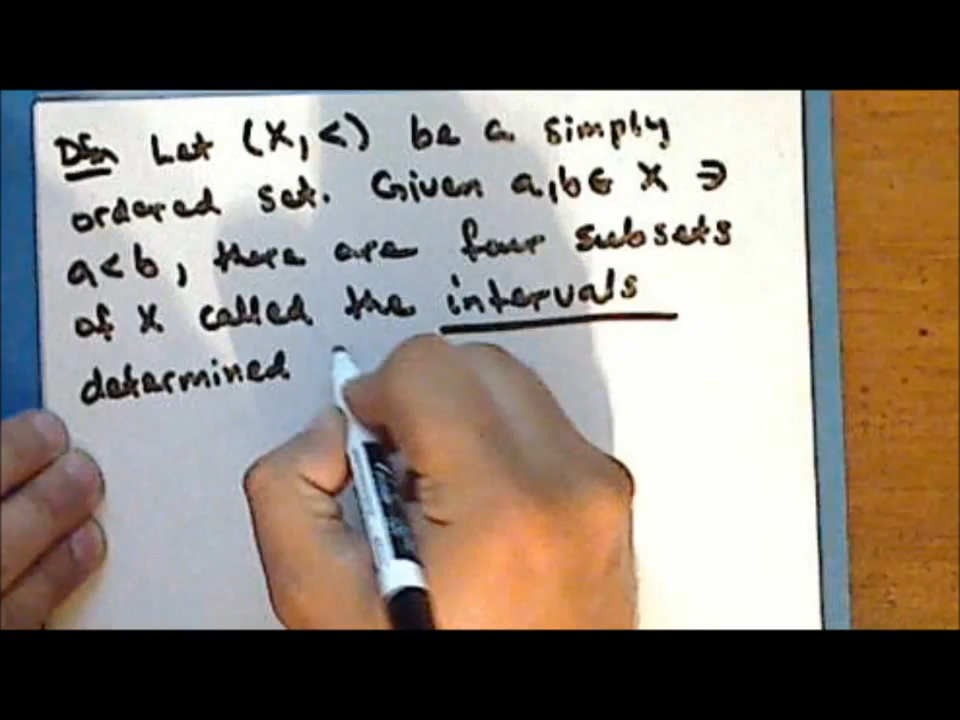 Dfn Let (X, <) be a simply
ordered set. Given a, b ∈ X ∋
a < b, there are four subsets
of X called the intervals
determined